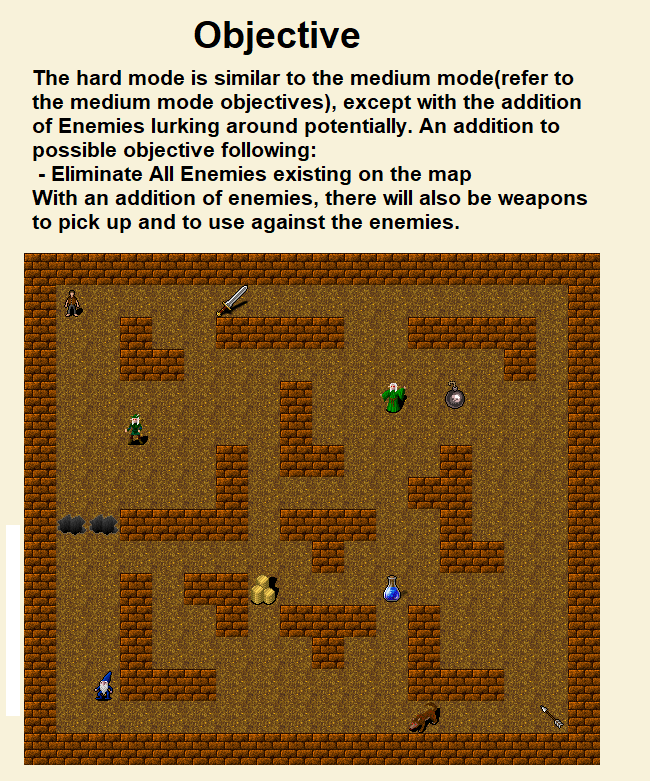 Objective
The hard mode is similar to the medium mode(refer to
the medium mode objectives), except with the addition
of Enemies lurking around potentially. An addition to
possible objective following:
- Eliminate All Enemies existing on the map
With an addition of enemies, there will also be weapons
to pick up and to use against the enemies.